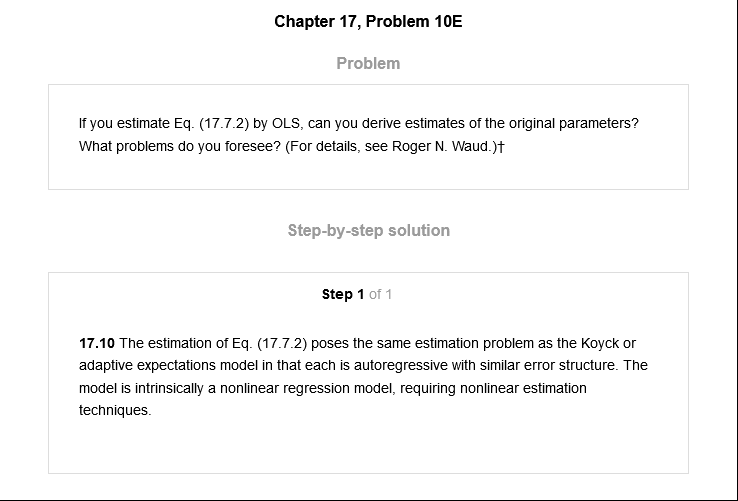 Chapter 17, Problem 10E
Problem
If you estimate Eq. (17.7.2) by OLS, can you derive estimates of the original parameters?
What problems do you foresee? (For details, see Roger N. Waud.)†
Step-by-step solution
Step 1 of 1
17.10 The estimation of Eq. (17.7.2) poses the same estimation problem as the Koyck or
adaptive expectations model in that each is autoregressive with similar error structure. The
model is intrinsically a nonlinear regression model, requiring nonlinear estimation
techniques.